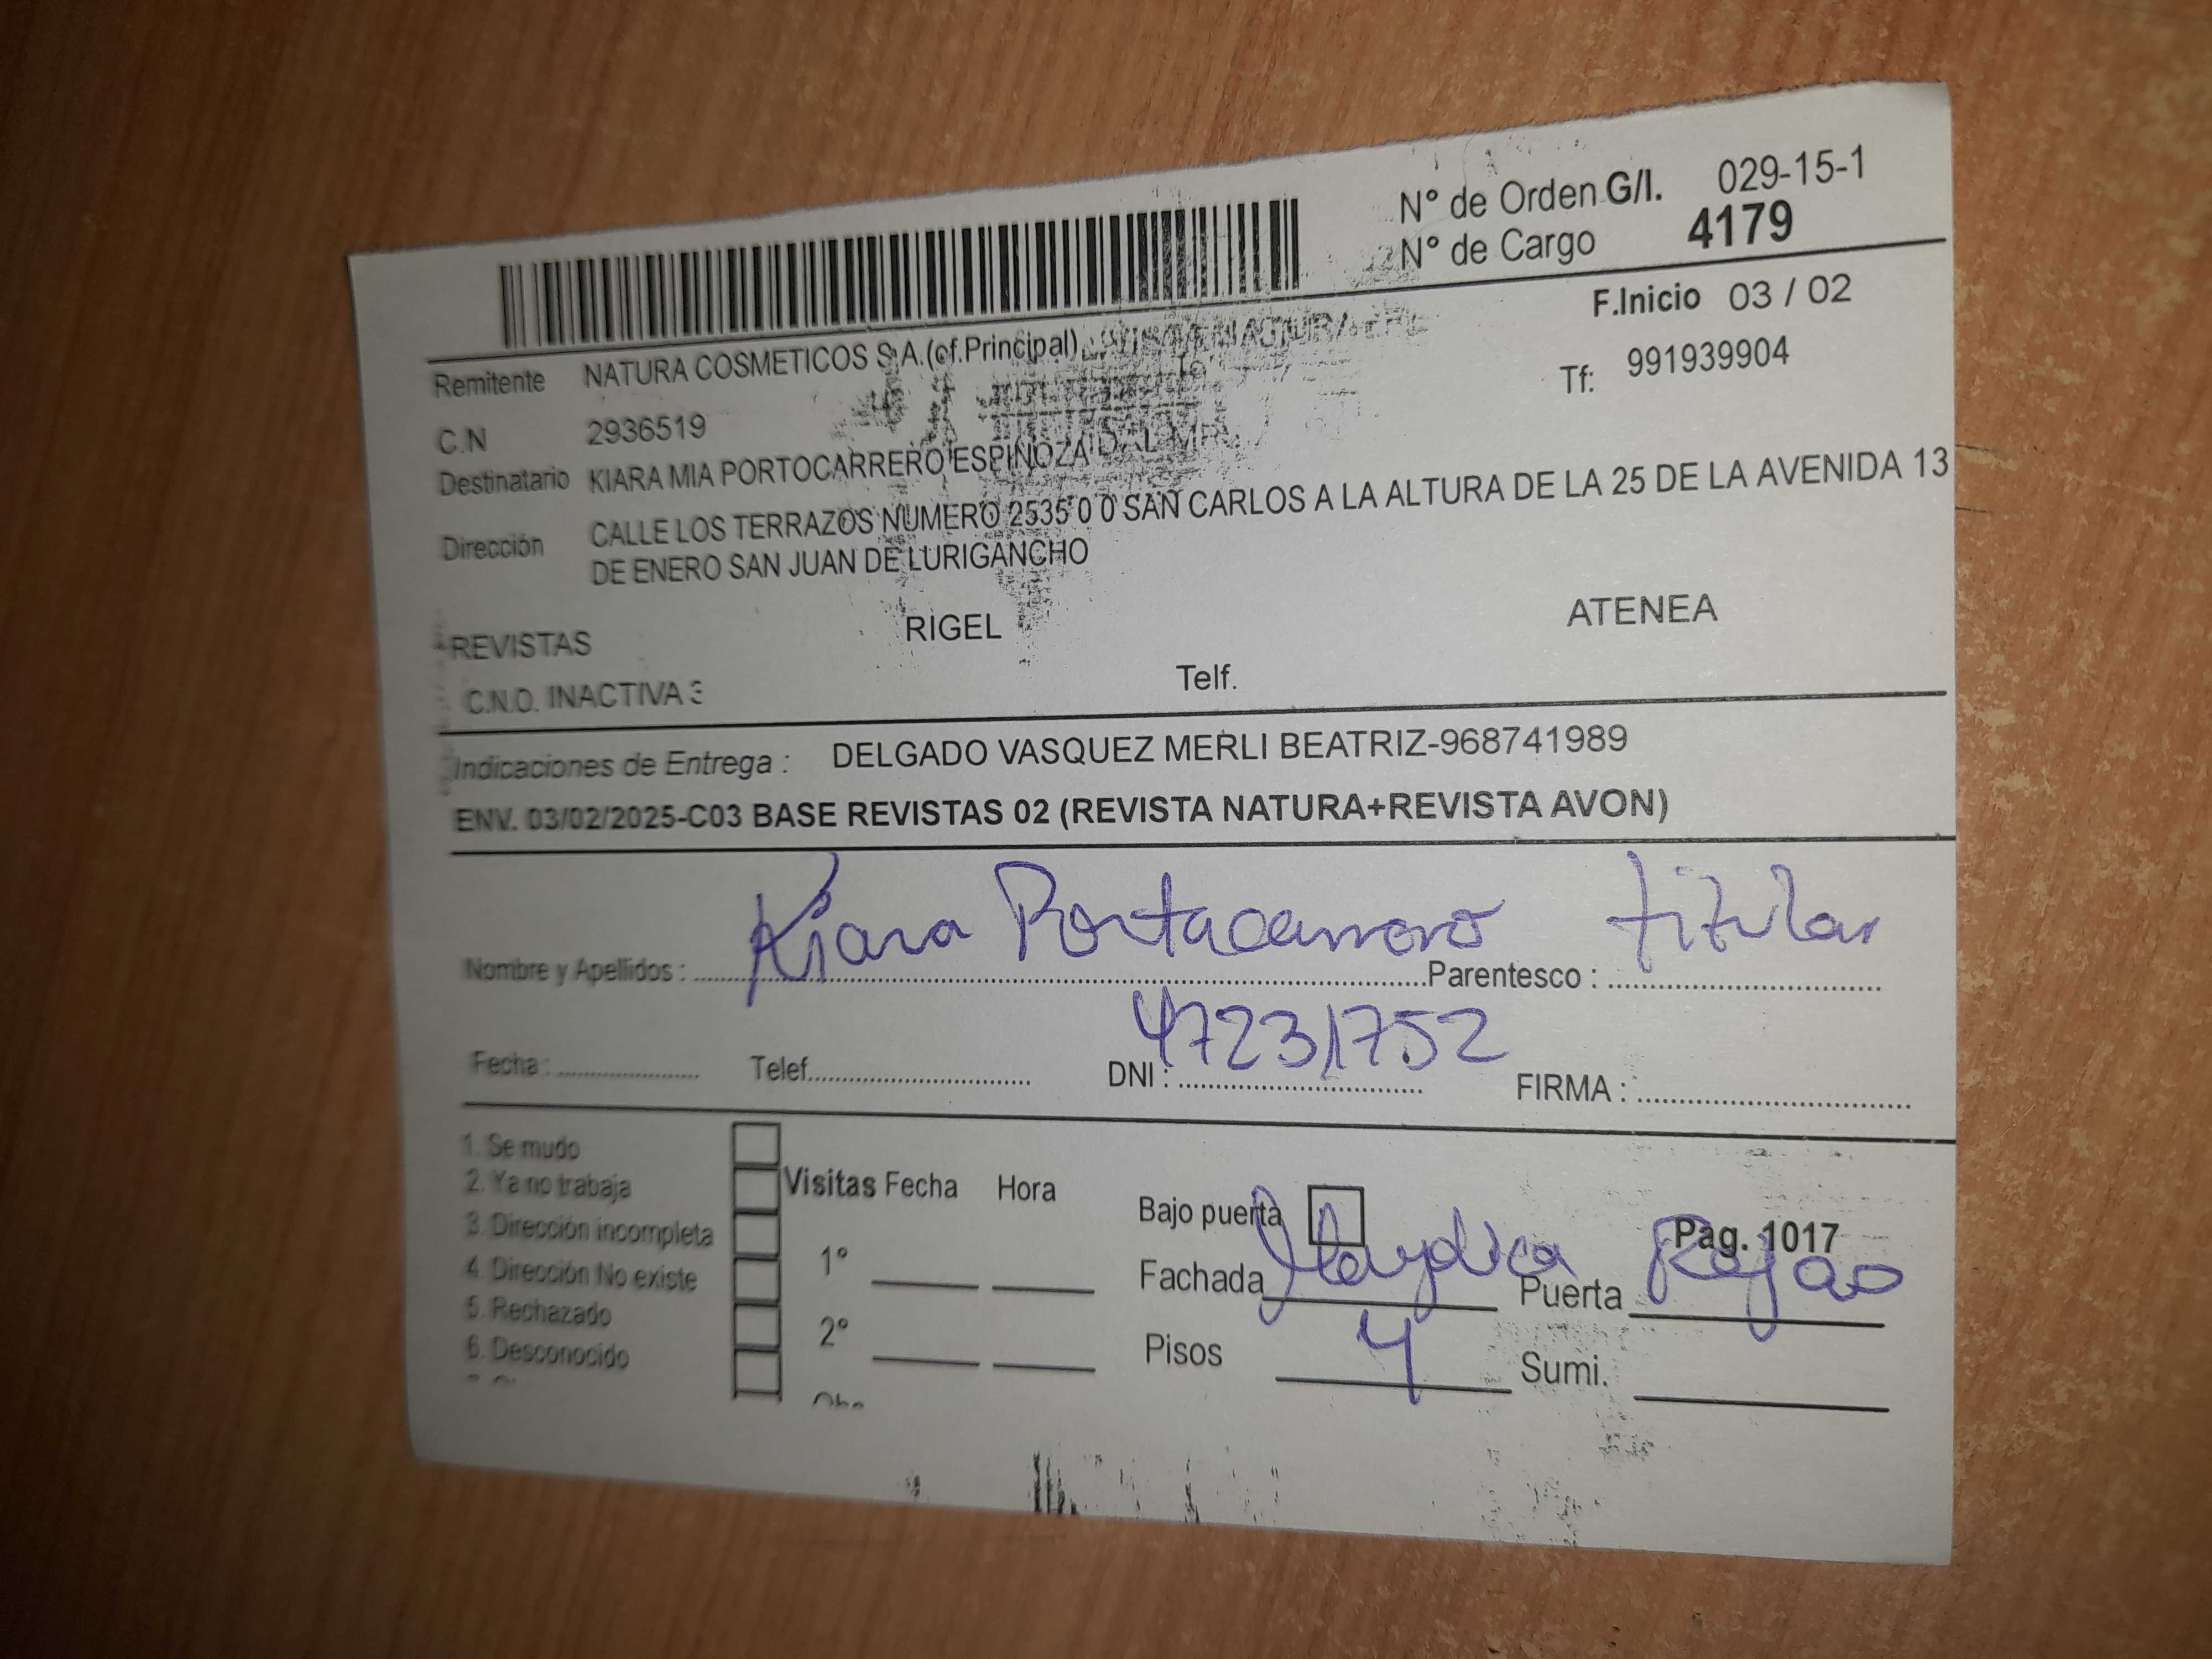 N° de Orden G/I. 029-15-1
N° de Cargo 4179
F.Inicio 03 / 02
Remitente NATURA COSMETICOS S.A.(of.Principal)
Tf: 991939904
C.N 2936519
Destinatario KIARA MIA PORTOCARRERO ESPINOZA
Dirección CALLE LOS TERRAZOS NUMERO 2535 0 0 SAN CARLOS A LA ALTURA DE LA 25 DE LA AVENIDA 13
DE ENERO SAN JUAN DE LURIGANCHO
REVISTAS RIGEL ATENEA
C.N.O. INACTIVA 3 Telf.
Indicaciones de Entrega : DELGADO VASQUEZ MERLI BEATRIZ-968741989
ENV. 03/02/2025-C03 BASE REVISTAS 02 (REVISTA NATURA+REVISTA AVON)
Nombre y Apellidos : Kiara Portacarrero Parentesco : titular
Fecha : Telef. DNI : 47231752 FIRMA :
1. Se mudo
2. Ya no trabaja
3. Dirección incompleta
4. Dirección No existe
5. Rechazado
6. Desconocido
Visitas Fecha Hora
1°
2°
Bajo puerta Pag. 1017
Fachada Puerta Rojo
Pisos 4 Sumi.